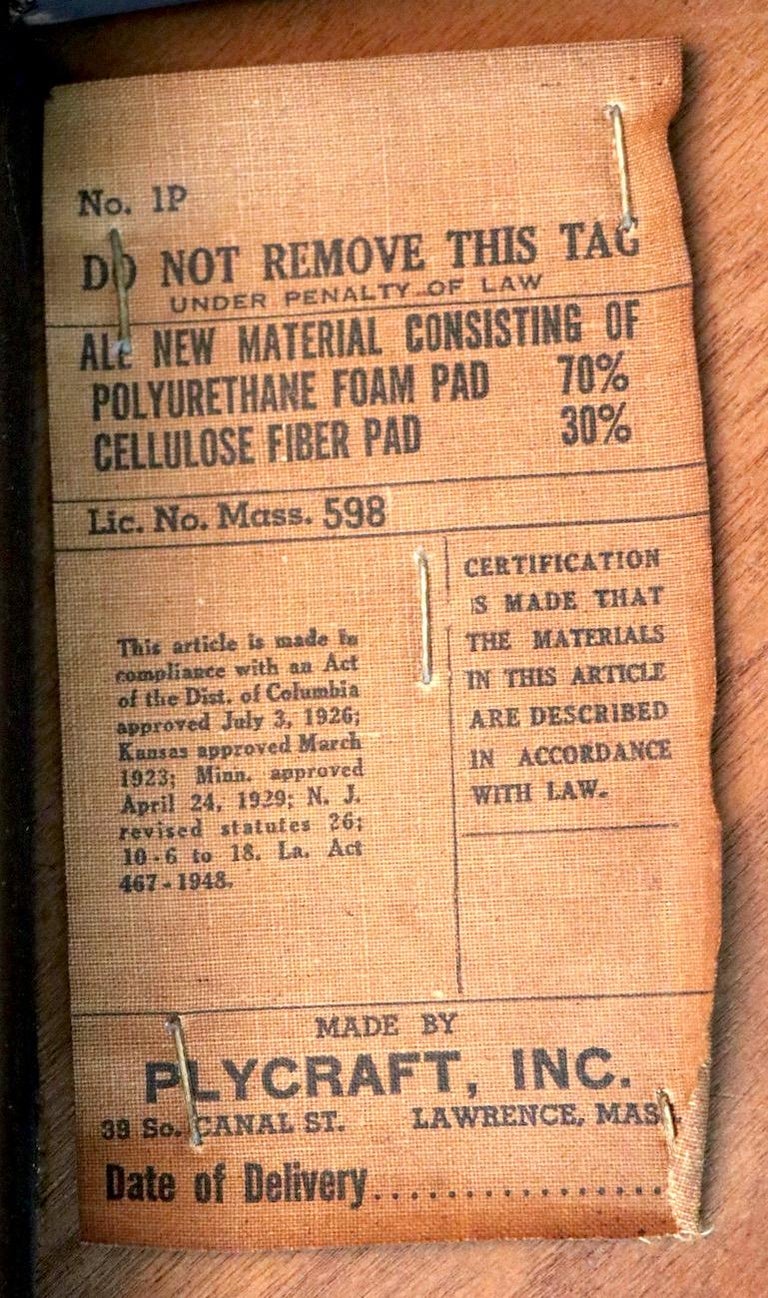 No. 1P
DO NOT REMOVE THIS TAG
UNDER PENALTY OF LAW
ALL NEW MATERIAL CONSISTING OF
POLYURETHANE FOAM PAD 70%
CELLULOSE FIBER PAD 30%
Lic. No. Mass. 598
This article is made in
compliance with an Act
of the Dist. of Columbia
approved July 3, 1926;
Kansas approved March
1923; Minn. approved
April 24, 1929; N. J.
revised statutes 26;
10-6 to 18. La. Act
467-1948.
CERTIFICATION
IS MADE THAT
THE MATERIALS
IN THIS ARTICLE
ARE DESCRIBED
IN ACCORDANCE
WITH LAW.
MADE BY
PLYCRAFT, INC.
39 So. CANAL ST. LAWRENCE, MAS
Date of Delivery................